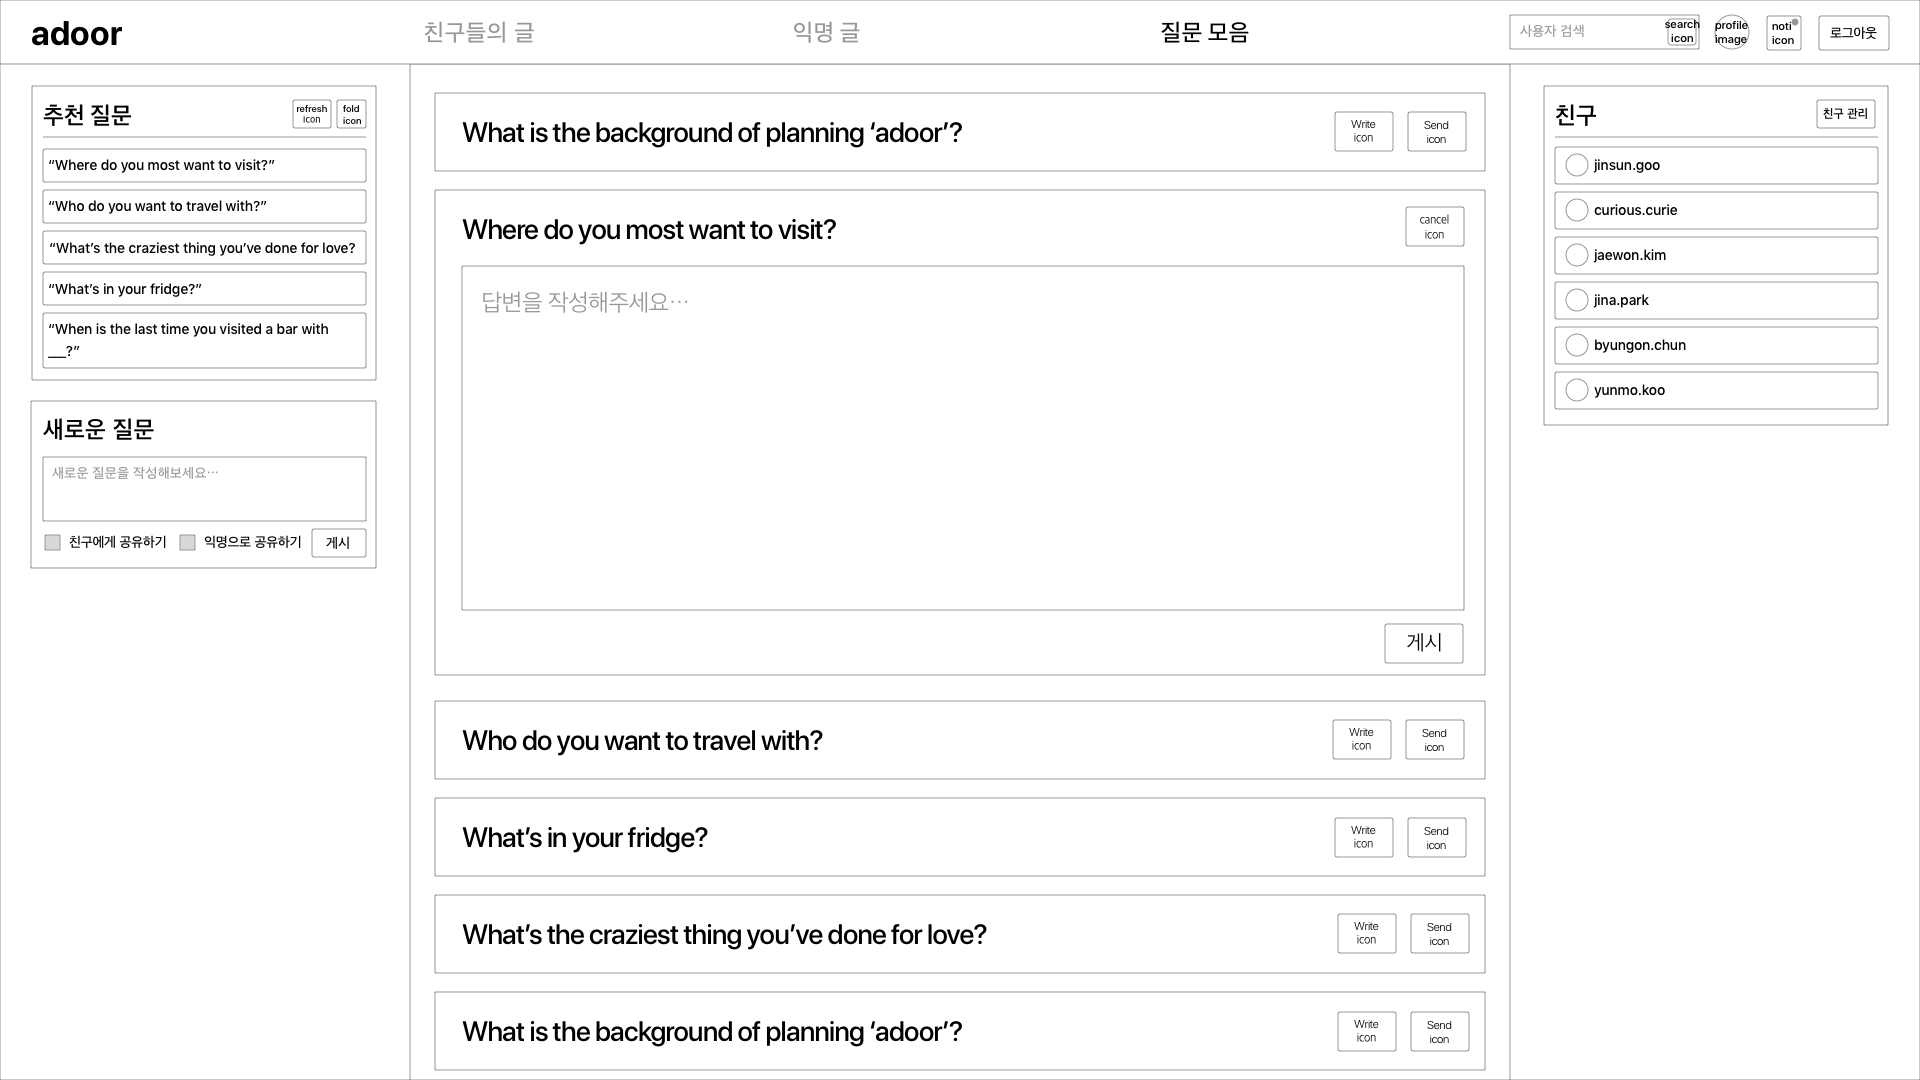 adoor
친구들의 글
익명 글
질문 모음
사용자 검색
search
icon
profile
image
noti
icon
로그아웃
추천 질문
refresh
icon
fold
icon
“Where do you most want to visit?”
“Who do you want to travel with?”
“What’s the craziest thing you’ve done for love?
“What’s in your fridge?”
“When is the last time you visited a bar with
___?”
새로운 질문
새로운 질문을 작성해보세요…
친구에게 공유하기
익명으로 공유하기
게시
What is the background of planning ‘adoor’?
Write
icon
Send
icon
Where do you most want to visit?
cancel
icon
답변을 작성해주세요…
게시
Who do you want to travel with?
Write
icon
Send
icon
What’s in your fridge?
Write
icon
Send
icon
What’s the craziest thing you’ve done for love?
Write
icon
Send
icon
What is the background of planning ‘adoor’?
Write
icon
Send
icon
친구
친구 관리
jinsun.goo
curious.curie
jaewon.kim
jina.park
byungon.chun
yunmo.koo